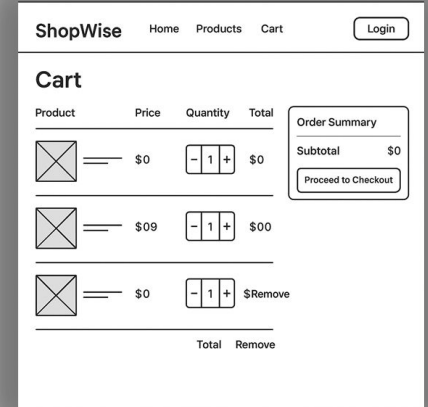 ShopWise Home Products Cart Login
Cart
Product Price Quantity Total
Order Summary
Subtotal $0
Proceed to Checkout
$0 − 1 + $0
$09 − 1 + $00
$0 − 1 + $Remove
Total Remove